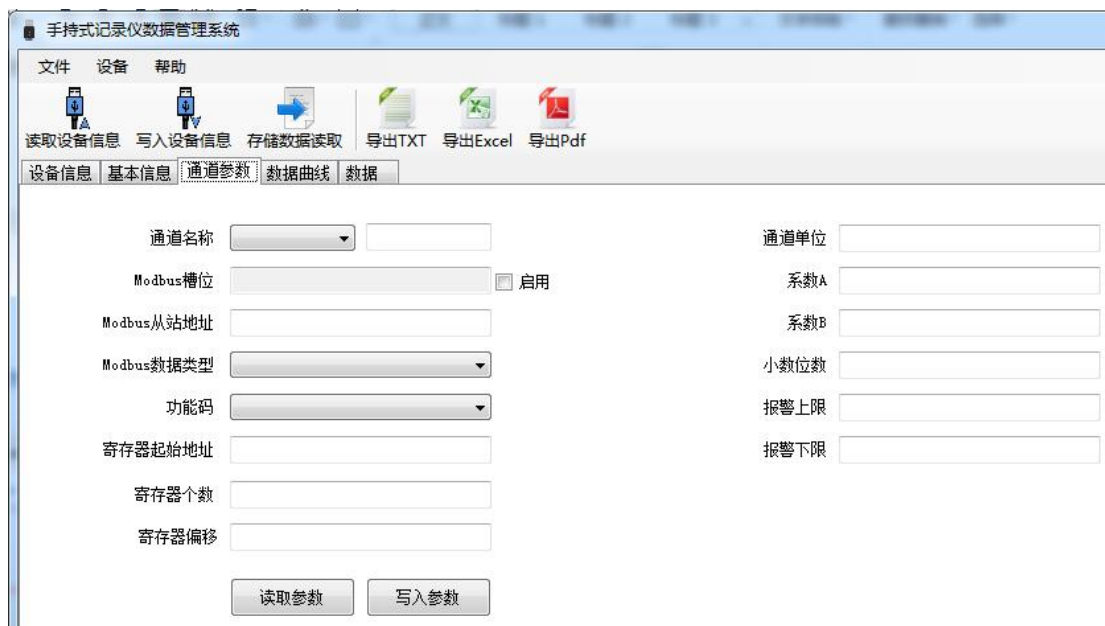 手持式记录仪数据管理系统
文件 设备 帮助
读取设备信息 写入设备信息 存储数据读取 导出TXT 导出Excel 导出Pdf
设备信息 基本信息 通道参数 数据曲线 数据
通道名称 通道单位
Modbus槽位 启用 系数A
Modbus从站地址 系数B
Modbus数据类型 小数位数
功能码 报警上限
寄存器起始地址 报警下限
寄存器个数
寄存器偏移
读取参数 写入参数